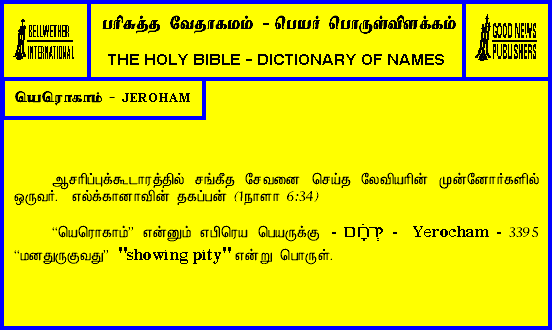 BELLWETHER
INTERNATIONAL
பரிசுத்த வேதாகமம் - பெயர் பொருள்விளக்கம்
THE HOLY BIBLE - DICTIONARY OF NAMES
GOOD NEWS
PUBLISHERS
யெரொகாம் - JEROHAM
ஆசரிப்புக்கூடாரத்தில் சங்கீத சேவனை செய்த லேவியரின் முன்னோர்களில்
ஒருவர். எல்க்கானாவின் தகப்பன் (1நாளா 6:34)
“யெரொகாம்” என்னும் எபிரெய பெயருக்கு - יְרֹחָם - Yerocham - 3395
“மனதுருகுவது” "showing pity" என்று பொருள்.